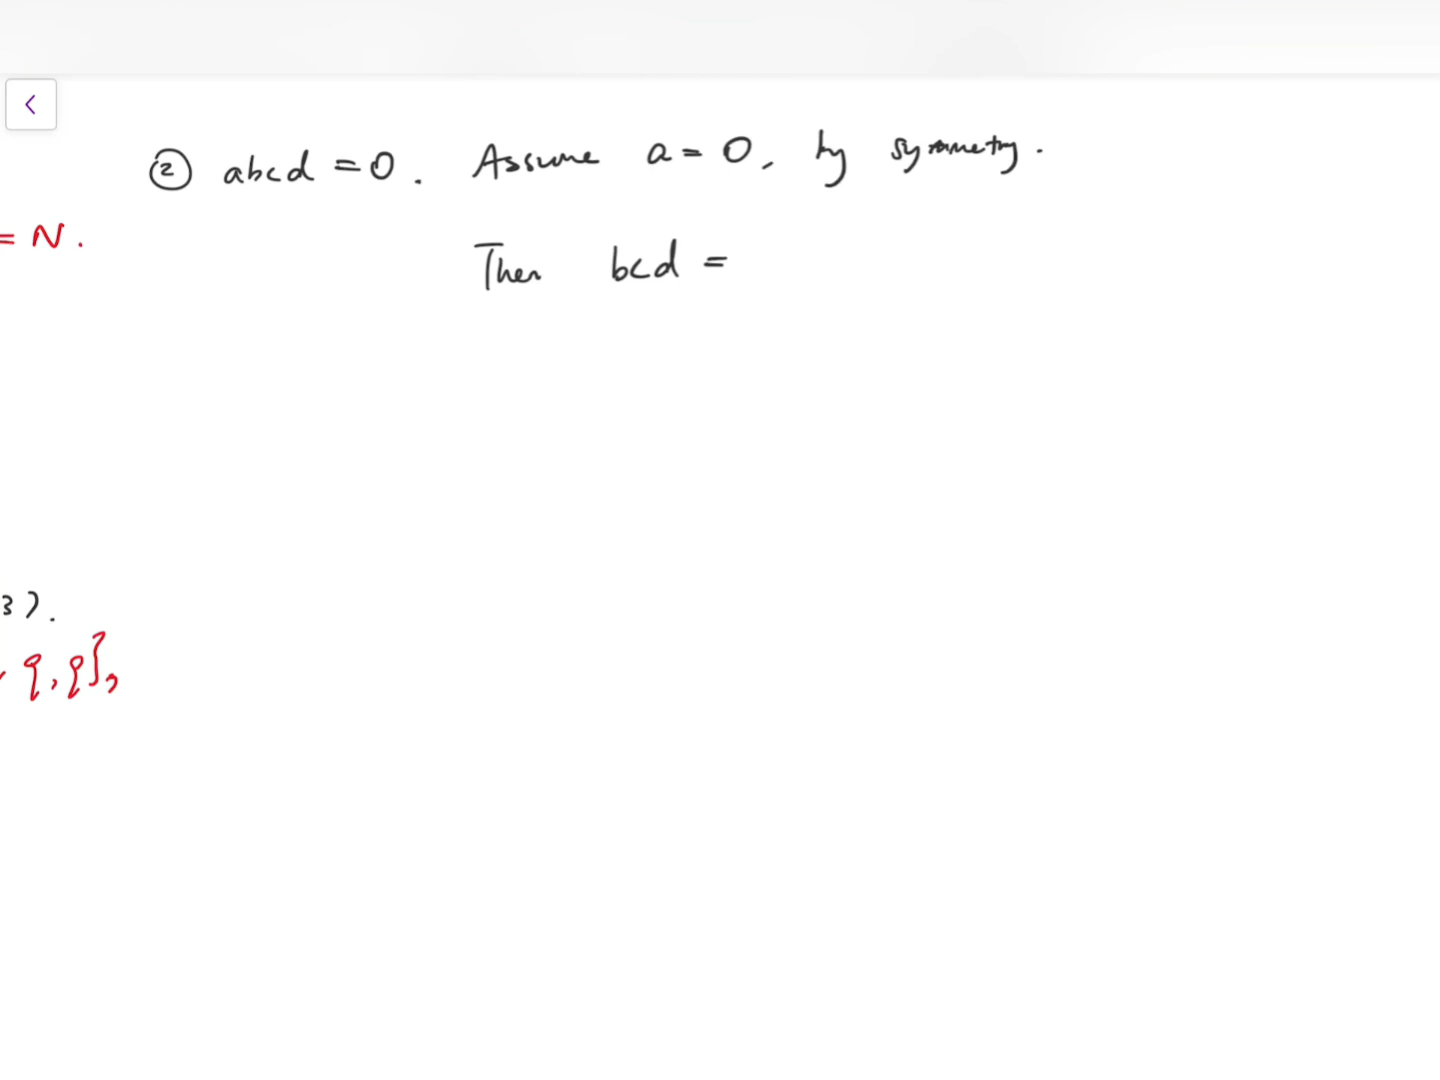 ② abcd = 0. Assume a = 0, by symmetry.
= N.
Then bcd =
3).
q, q},